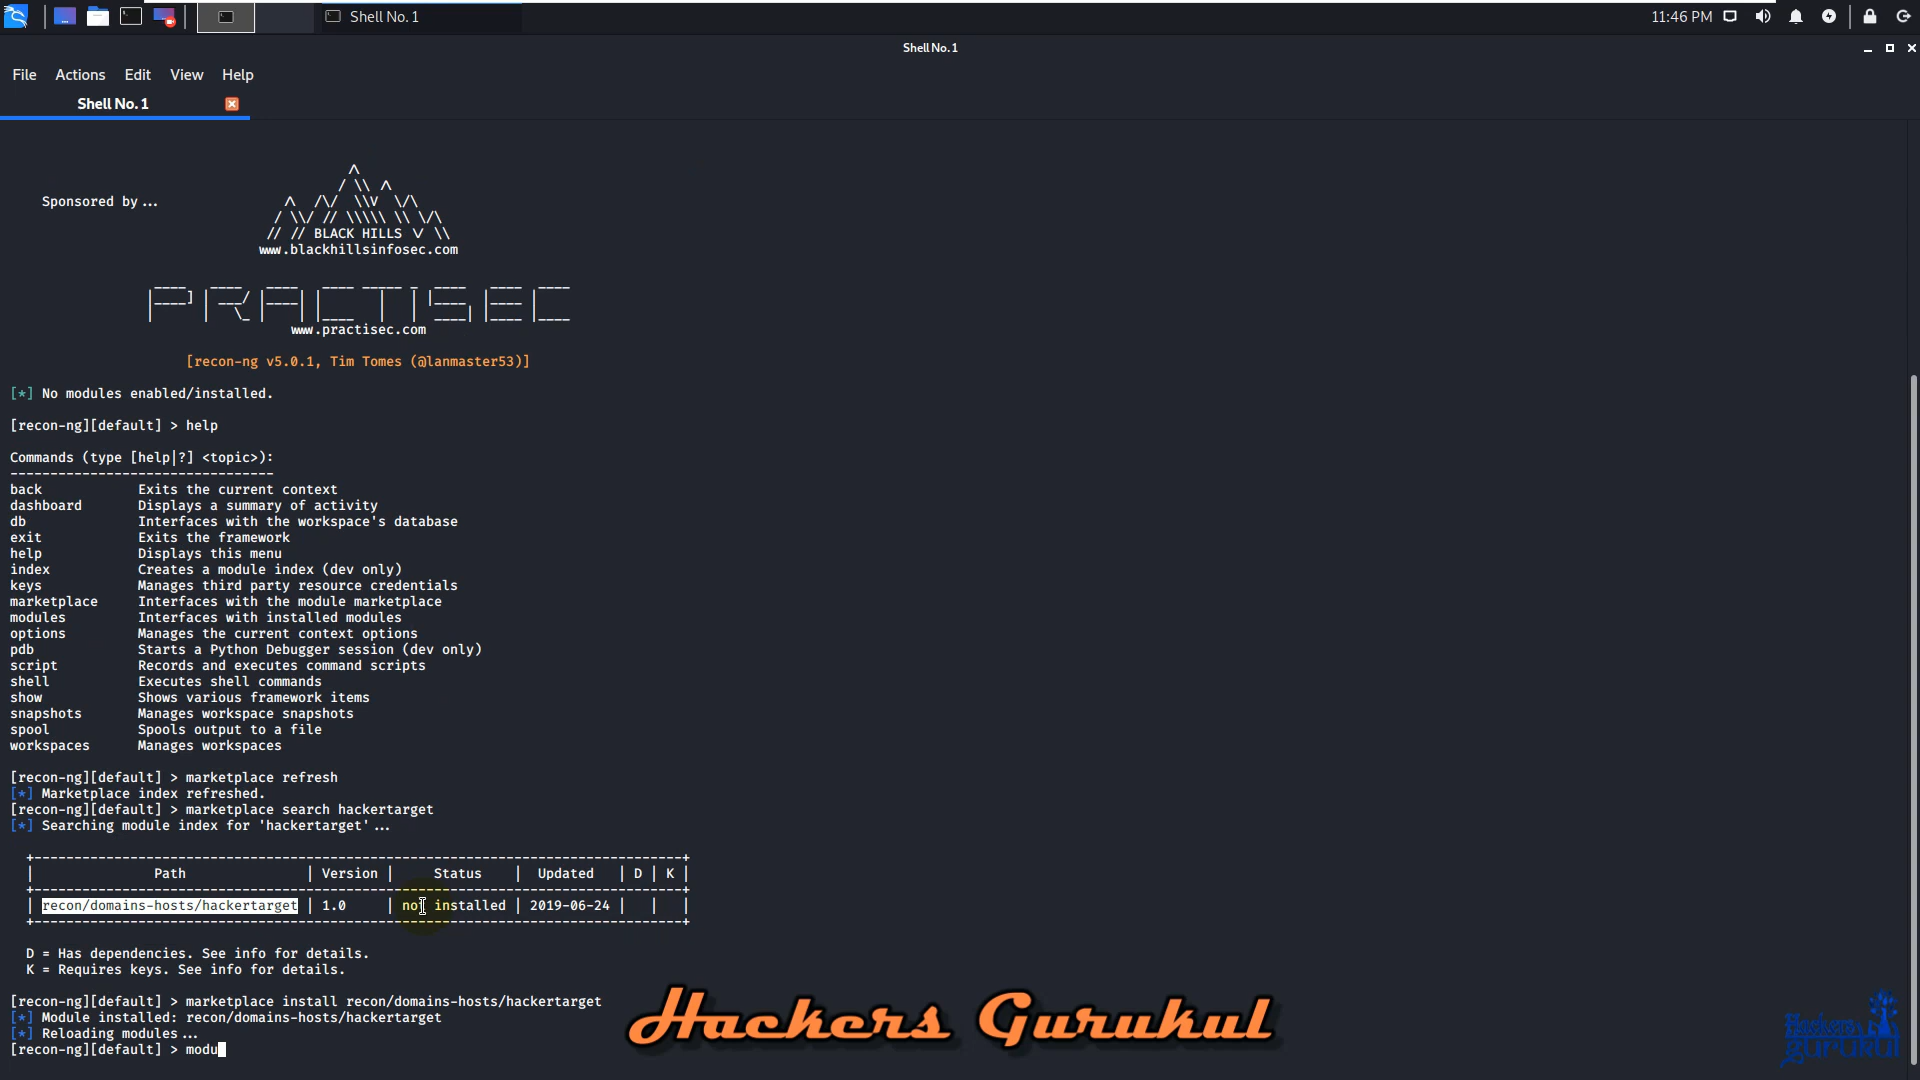 Shell No. 1
11:46 PM
Shell No. 1
File Actions Edit View Help
Shell No. 1
Sponsored by ...
// // BLACK HILLS \/ \\
www.blackhillsinfosec.com
PRACTISEC
www.practisec.com
[recon-ng v5.0.1, Tim Tomes (@lanmaster53)]
[*] No modules enabled/installed.
[recon-ng][default] > help
Commands (type [help|?] <topic>):
---------------------------------
back Exits the current context
dashboard Displays a summary of activity
db Interfaces with the workspace's database
exit Exits the framework
help Displays this menu
index Creates a module index (dev only)
keys Manages third party resource credentials
marketplace Interfaces with the module marketplace
modules Interfaces with installed modules
options Manages the current context options
pdb Starts a Python Debugger session (dev only)
script Records and executes command scripts
shell Executes shell commands
show Shows various framework items
snapshots Manages workspace snapshots
spool Spools output to a file
workspaces Manages workspaces
[recon-ng][default] > marketplace refresh
[*] Marketplace index refreshed.
[recon-ng][default] > marketplace search hackertarget
[*] Searching module index for 'hackertarget' ...
| Path | Version | Status | Updated | D | K |
| recon/domains-hosts/hackertarget | 1.0 | not installed | 2019-06-24 | | |
D = Has dependencies. See info for details.
K = Requires keys. See info for details.
[recon-ng][default] > marketplace install recon/domains-hosts/hackertarget
[*] Module installed: recon/domains-hosts/hackertarget
[*] Reloading modules ...
[recon-ng][default] > modu
Hackers Gurukul
Hackers
gurukul